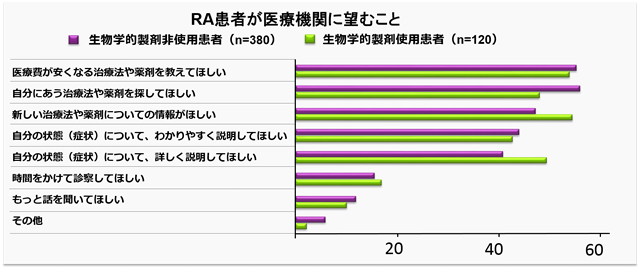 RA患者が医療機関に望むこと
生物学的製剤非使用患者（n=380） 生物学的製剤使用患者（n=120）
医療費が安くなる治療法や薬剤を教えてほしい
自分にあう治療法や薬剤を探してほしい
新しい治療法や薬剤についての情報がほしい
自分の状態（症状）について、わかりやすく説明してほしい
自分の状態（症状）について、詳しく説明してほしい
時間をかけて診察してほしい
もっと話を聞いてほしい
その他
20 40 60